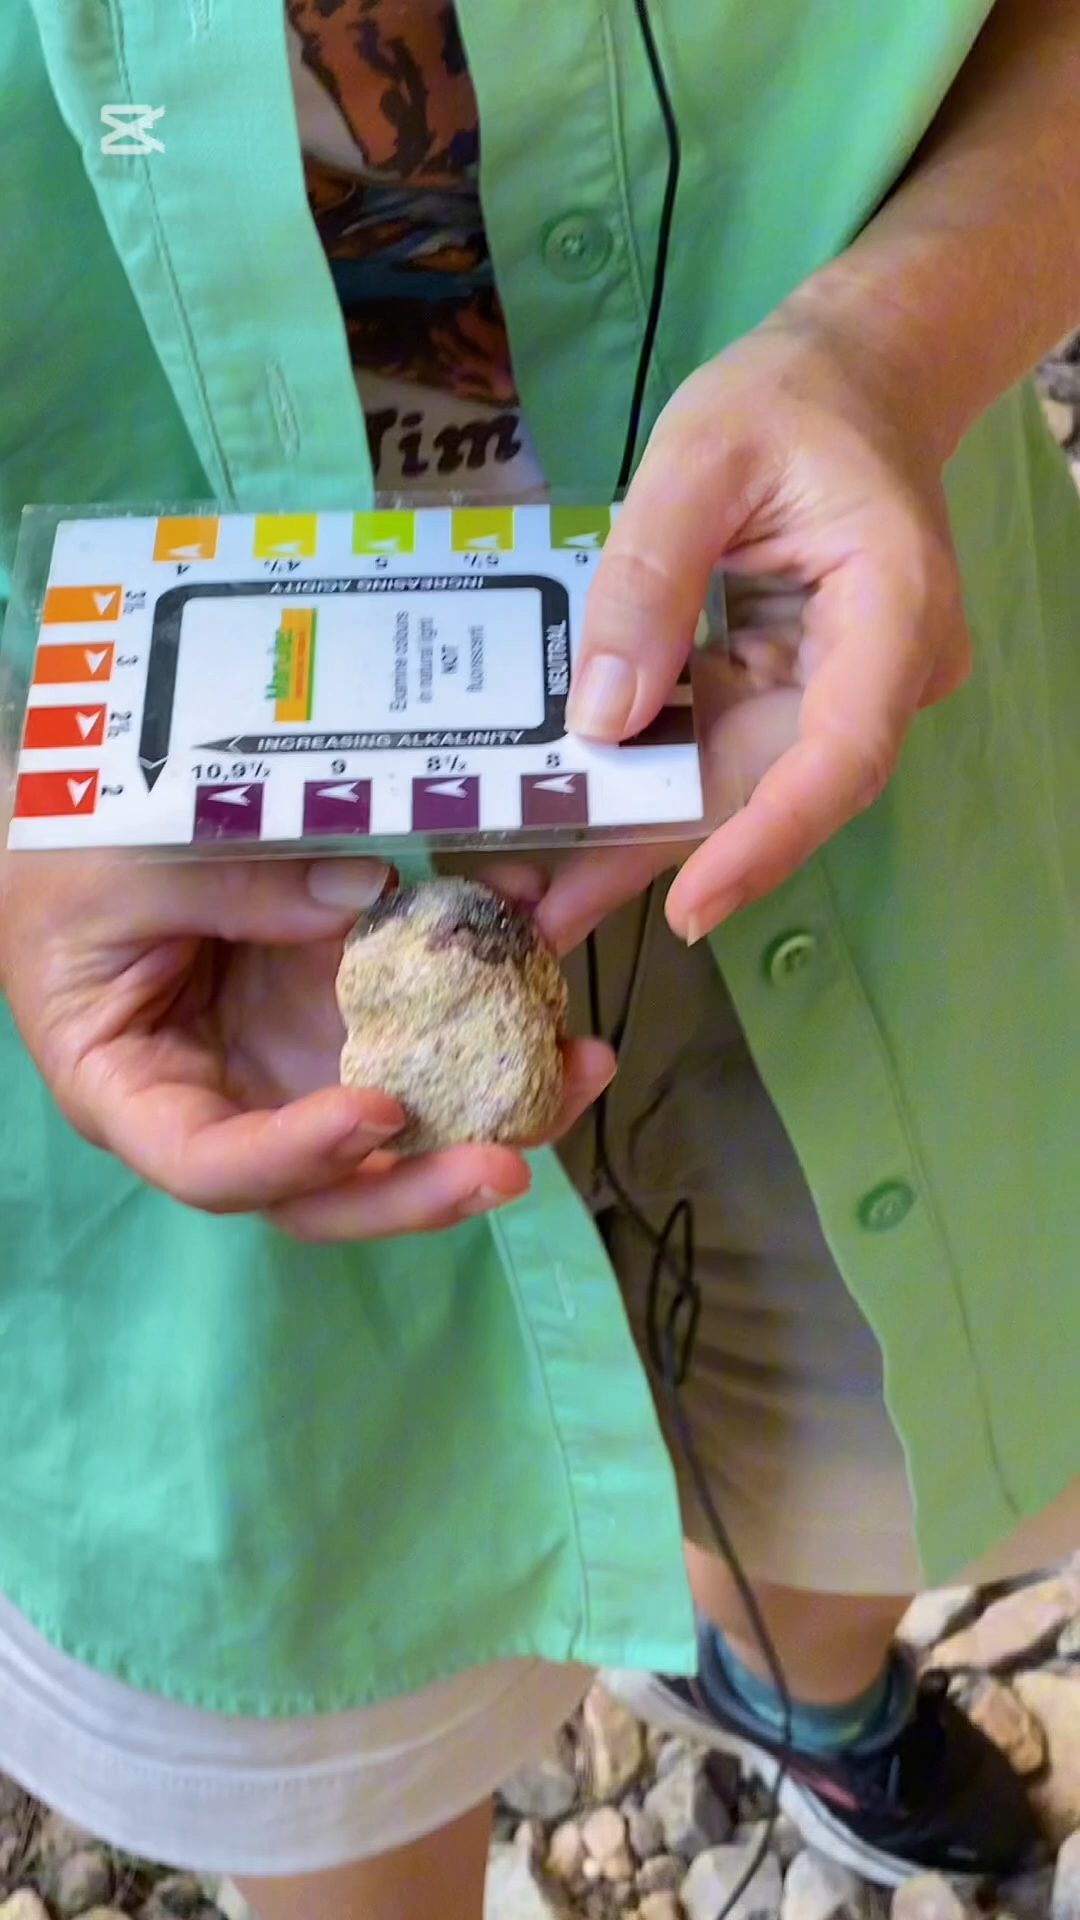 Jim
4
4½
5
5½
6
3½
3
2½
2
INCREASING ACIDITY
Manutec
Examine colours
in natural light
NOT
fluorescent
NEUTRAL
INCREASING ALKALINITY
10,9½
9
8½
8